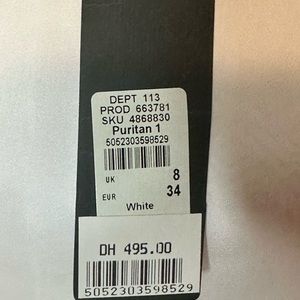 DEPT 113
PROD 663781
SKU 4868830
Puritan 1
5052303598529
UK 8
EUR 34
White
DH 495.00
5052303598529